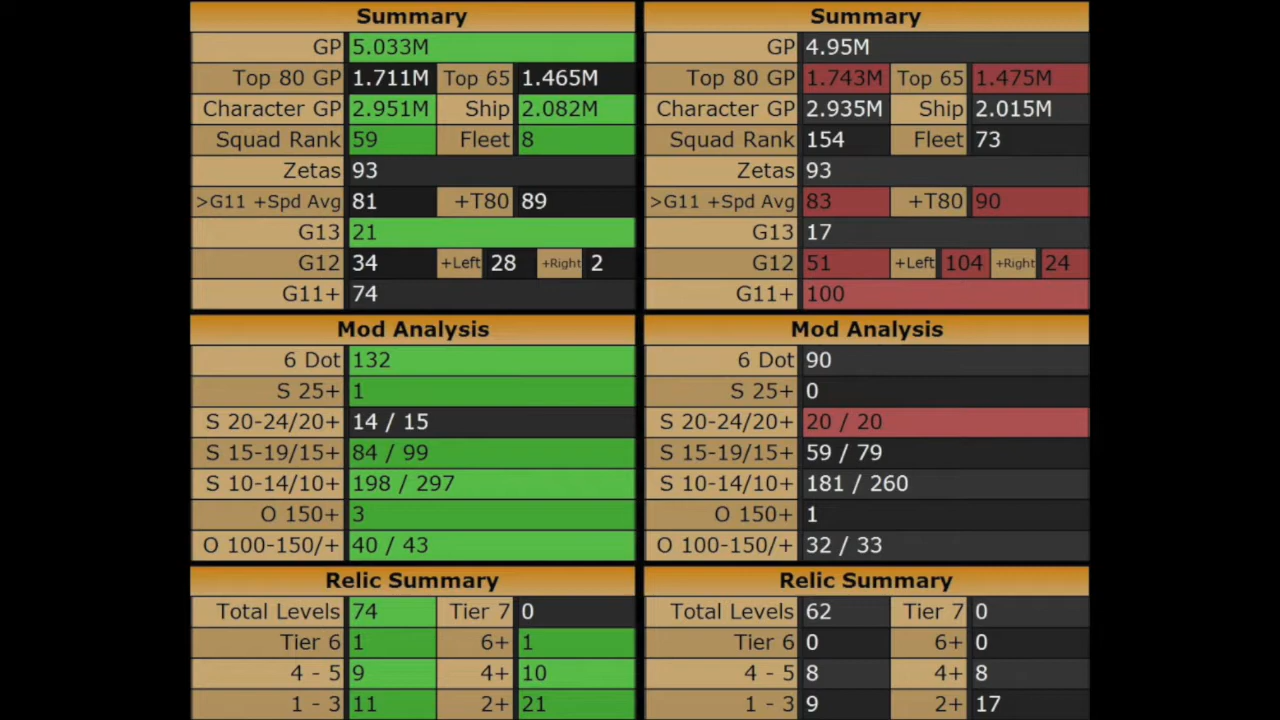 Summary
GP 5.033M
Top 80 GP 1.711M Top 65 1.465M
Character GP 2.951M Ship 2.082M
Squad Rank 59 Fleet 8
Zetas 93
>G11 +Spd Avg 81 +T80 89
G13 21
G12 34 +Left 28 +Right 2
G11+ 74
Mod Analysis
6 Dot 132
S 25+ 1
S 20-24/20+ 14 / 15
S 15-19/15+ 84 / 99
S 10-14/10+ 198 / 297
O 150+ 3
O 100-150/+ 40 / 43
Relic Summary
Total Levels 74 Tier 7 0
Tier 6 1 6+ 1
4 - 5 9 4+ 10
1 - 3 11 2+ 21
Summary
GP 4.95M
Top 80 GP 1.743M Top 65 1.475M
Character GP 2.935M Ship 2.015M
Squad Rank 154 Fleet 73
Zetas 93
>G11 +Spd Avg 83 +T80 90
G13 17
G12 51 +Left 104 +Right 24
G11+ 100
Mod Analysis
6 Dot 90
S 25+ 0
S 20-24/20+ 20 / 20
S 15-19/15+ 59 / 79
S 10-14/10+ 181 / 260
O 150+ 1
O 100-150/+ 32 / 33
Relic Summary
Total Levels 62 Tier 7 0
Tier 6 0 6+ 0
4 - 5 8 4+ 8
1 - 3 9 2+ 17